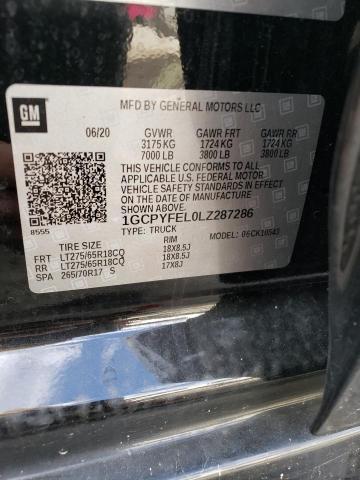 GM
MFD BY GENERAL MOTORS LLC
06/20 GVWR GAWR FRT GAWR RR
3175 KG 1724 KG 1724 KG
7000 LB 3800 LB 3800 LB
THIS VEHICLE CONFORMS TO ALL
APPLICABLE U.S. FEDERAL MOTOR
VEHICLE SAFETY STANDARDS IN
EFFECT ON THE DATE OF MANUFACTURE
SHOWN ABOVE.
1GCPYFEL0LZ287286
8555 TYPE: TRUCK 06CK10543
TIRE SIZE RIM
FRT LT275/65R18CQ 18X8.5J
RR LT275/65R18CQ 18X8.5J
SPA 265/70R17 S 17X8J